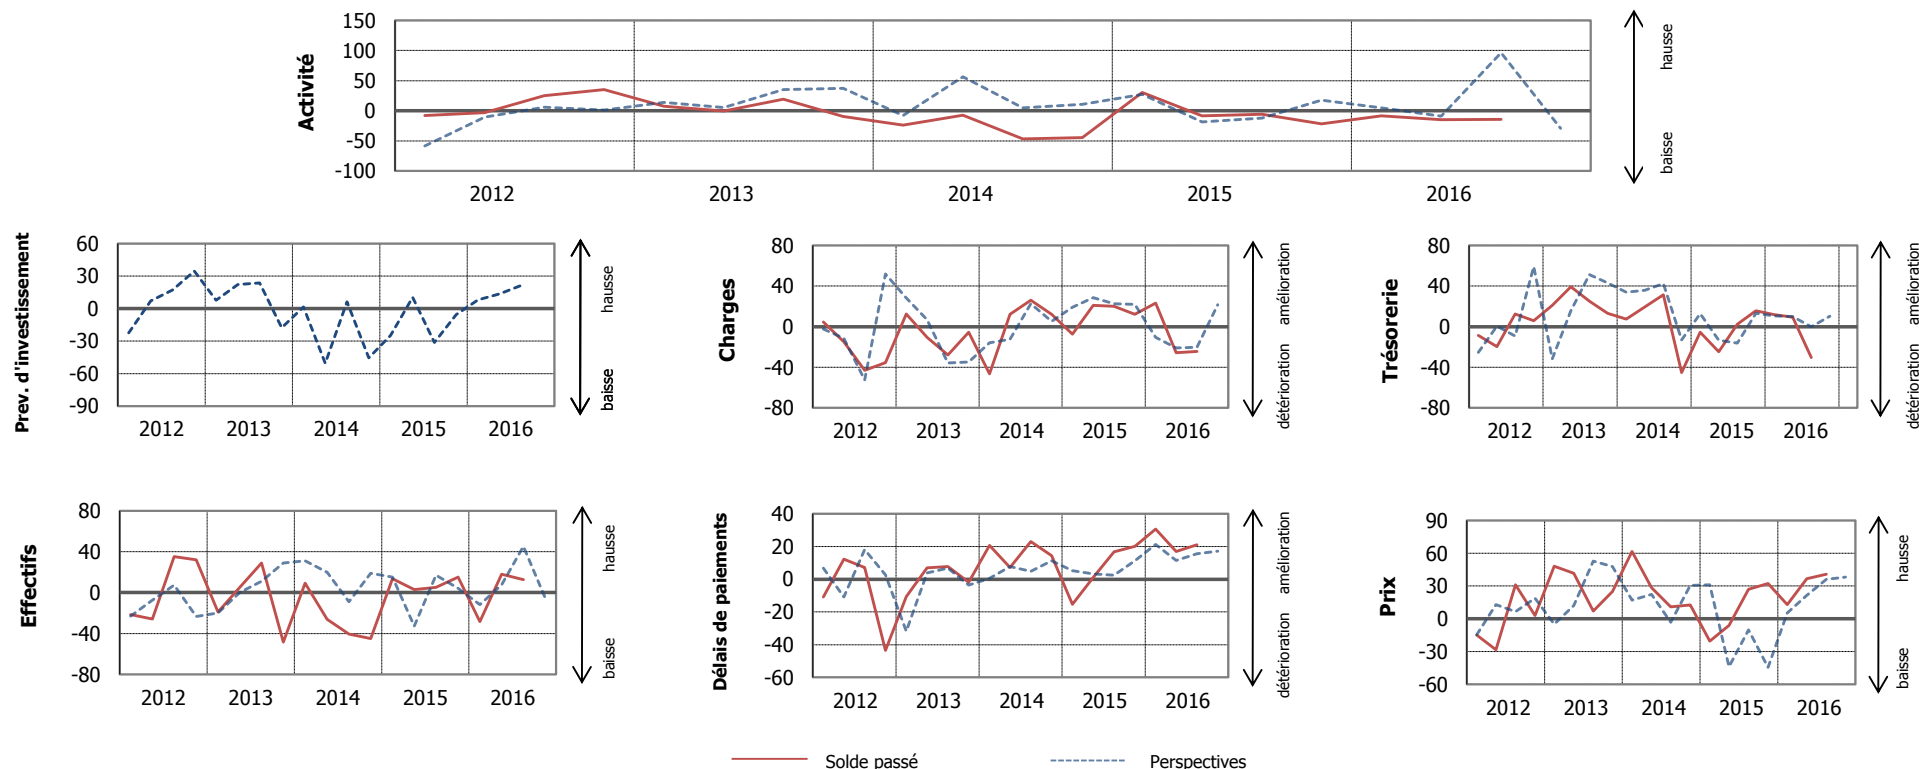 Activité
150
100
50
0
-50
-100
2012 2013 2014 2015 2016
hausse
baisse
Prev. d'investissement
60
30
0
-30
-60
-90
2012 2013 2014 2015 2016
hausse
baisse
Charges
80
40
0
-40
-80
2012 2013 2014 2015 2016
amélioration
détérioration
Trésorerie
80
40
0
-40
-80
2012 2013 2014 2015 2016
amélioration
détérioration
Effectifs
80
40
0
-40
-80
2012 2013 2014 2015 2016
hausse
baisse
Délais de paiements
40
20
0
-20
-40
-60
2012 2013 2014 2015 2016
amélioration
détérioration
Prix
90
60
30
0
-30
-60
2012 2013 2014 2015 2016
hausse
baisse
Solde passé Perspectives